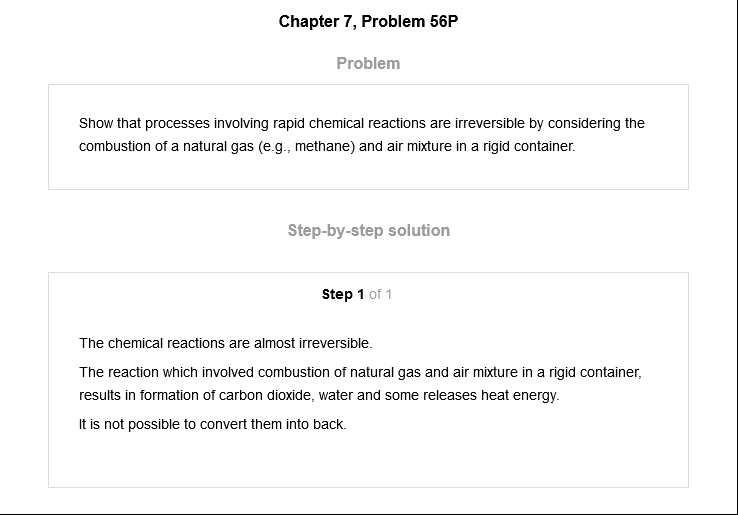 Chapter 7, Problem 56P
Problem
Show that processes involving rapid chemical reactions are irreversible by considering the
combustion of a natural gas (e.g., methane) and air mixture in a rigid container.
Step-by-step solution
Step 1 of 1
The chemical reactions are almost irreversible.
The reaction which involved combustion of natural gas and air mixture in a rigid container,
results in formation of carbon dioxide, water and some releases heat energy.
It is not possible to convert them into back.